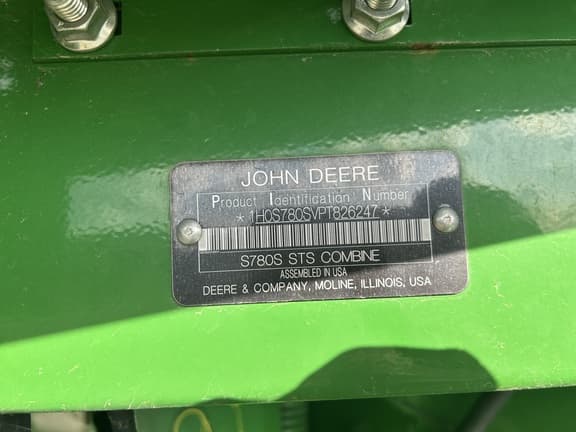 JOHN DEERE
Product Identification Number
*1H0S780SVPT826247*
S780S STS COMBINE
ASSEMBLED IN USA
DEERE & COMPANY, MOLINE, ILLINOIS, USA